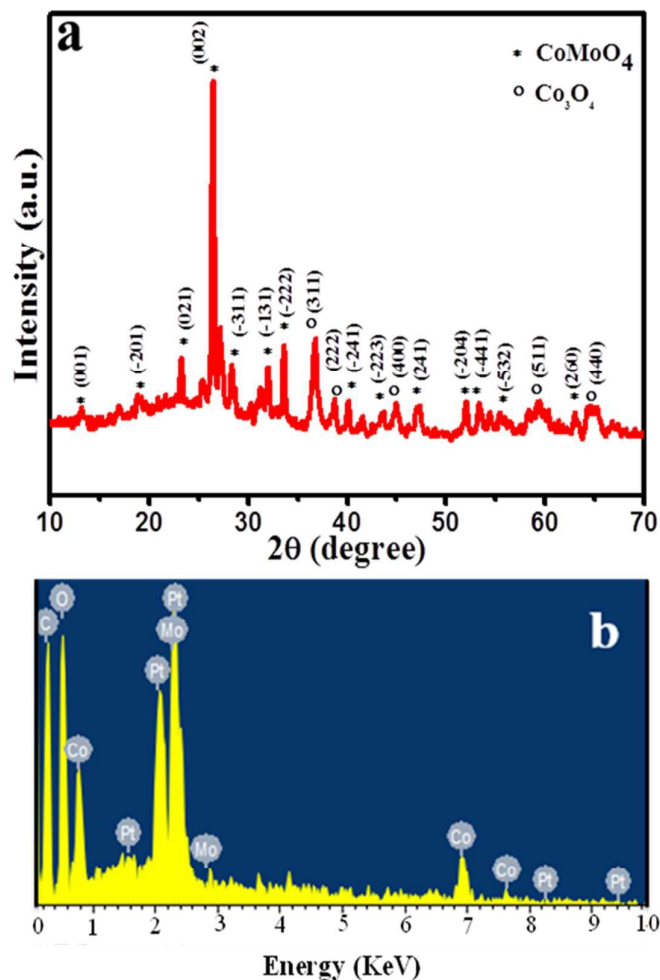 a
(002)
* CoMoO4
o Co3O4
Intensity (a.u.)
* (001)
* (-201)
* (021)
*
* (-311)
* (-131)
* (-222)
o (311)
o (222)
* (-241)
* (-223)
o (400)
* (241)
* (-204)
* (-441)
* (-532)
o (511)
* (260)
o (440)
10 20 30 40 50 60 70
2θ (degree)
b
C O Co Pt Pt Mo Pt Mo Co Co Pt Pt
0 1 2 3 4 5 6 7 8 9 10
Energy (KeV)